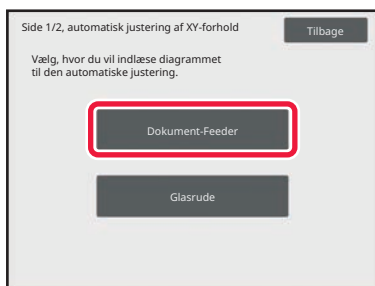 Side 1/2, automatisk justering af XY-forhold
Tilbage
Vælg, hvor du vil indlæse diagrammet
til den automatiske justering.
Dokument-Feeder
Glasrude